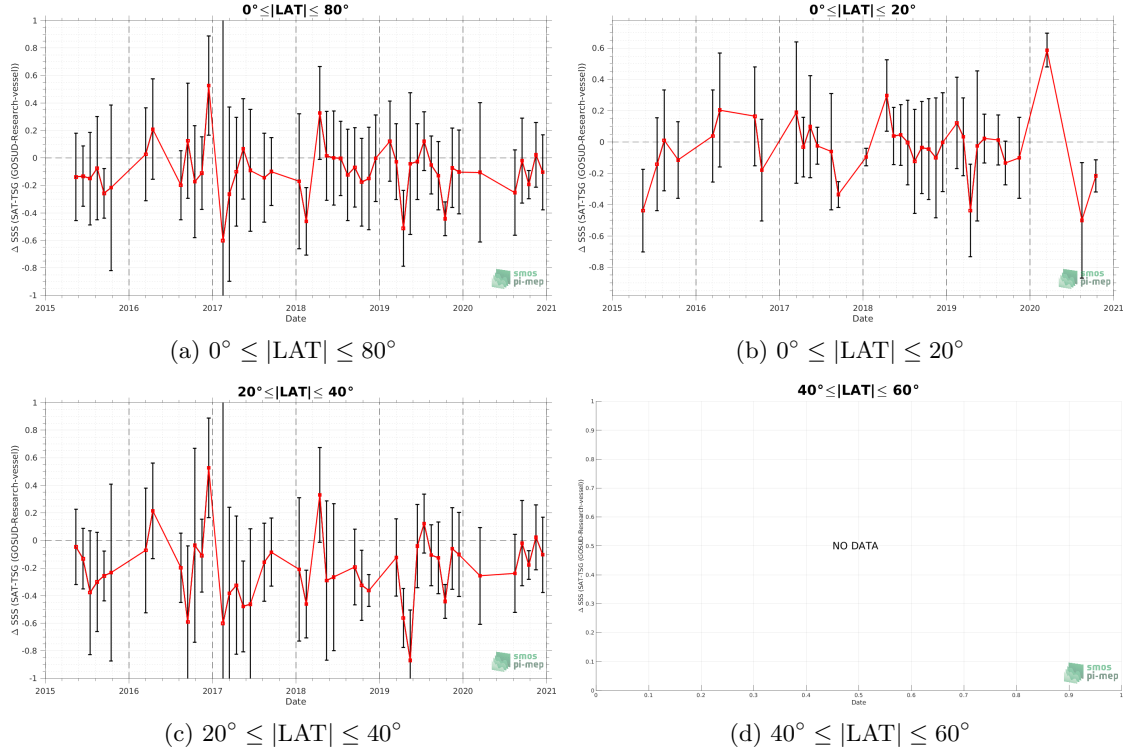 0°≤|LAT|≤ 80°
Δ SSS (SAT-TSG (GOSUD-Research-vessel))
1
0.8
0.6
0.4
0.2
0
-0.2
-0.4
-0.6
-0.8
-1
2015 2016 2017 2018 2019 2020 2021
Date
smos
pi-mep
(a) 0° ≤ |LAT| ≤ 80°
0°≤|LAT|≤ 20°
Δ SSS (SAT-TSG (GOSUD-Research-vessel))
0.6
0.4
0.2
0
-0.2
-0.4
-0.6
-0.8
2015 2016 2017 2018 2019 2020 2021
Date
smos
pi-mep
(b) 0° ≤ |LAT| ≤ 20°
20°≤|LAT|≤ 40°
Δ SSS (SAT-TSG (GOSUD-Research-vessel))
1
0.8
0.6
0.4
0.2
0
-0.2
-0.4
-0.6
-0.8
-1
2015 2016 2017 2018 2019 2020 2021
Date
smos
pi-mep
(c) 20° ≤ |LAT| ≤ 40°
40°≤|LAT|≤ 60°
Δ SSS (SAT-TSG (GOSUD-Research-vessel))
1
0.9
0.8
0.7
0.6
0.5
0.4
0.3
0.2
0.1
0
NO DATA
0 0.1 0.2 0.3 0.4 0.5 0.6 0.7 0.8 0.9 1
Date
smos
pi-mep
(d) 40° ≤ |LAT| ≤ 60°